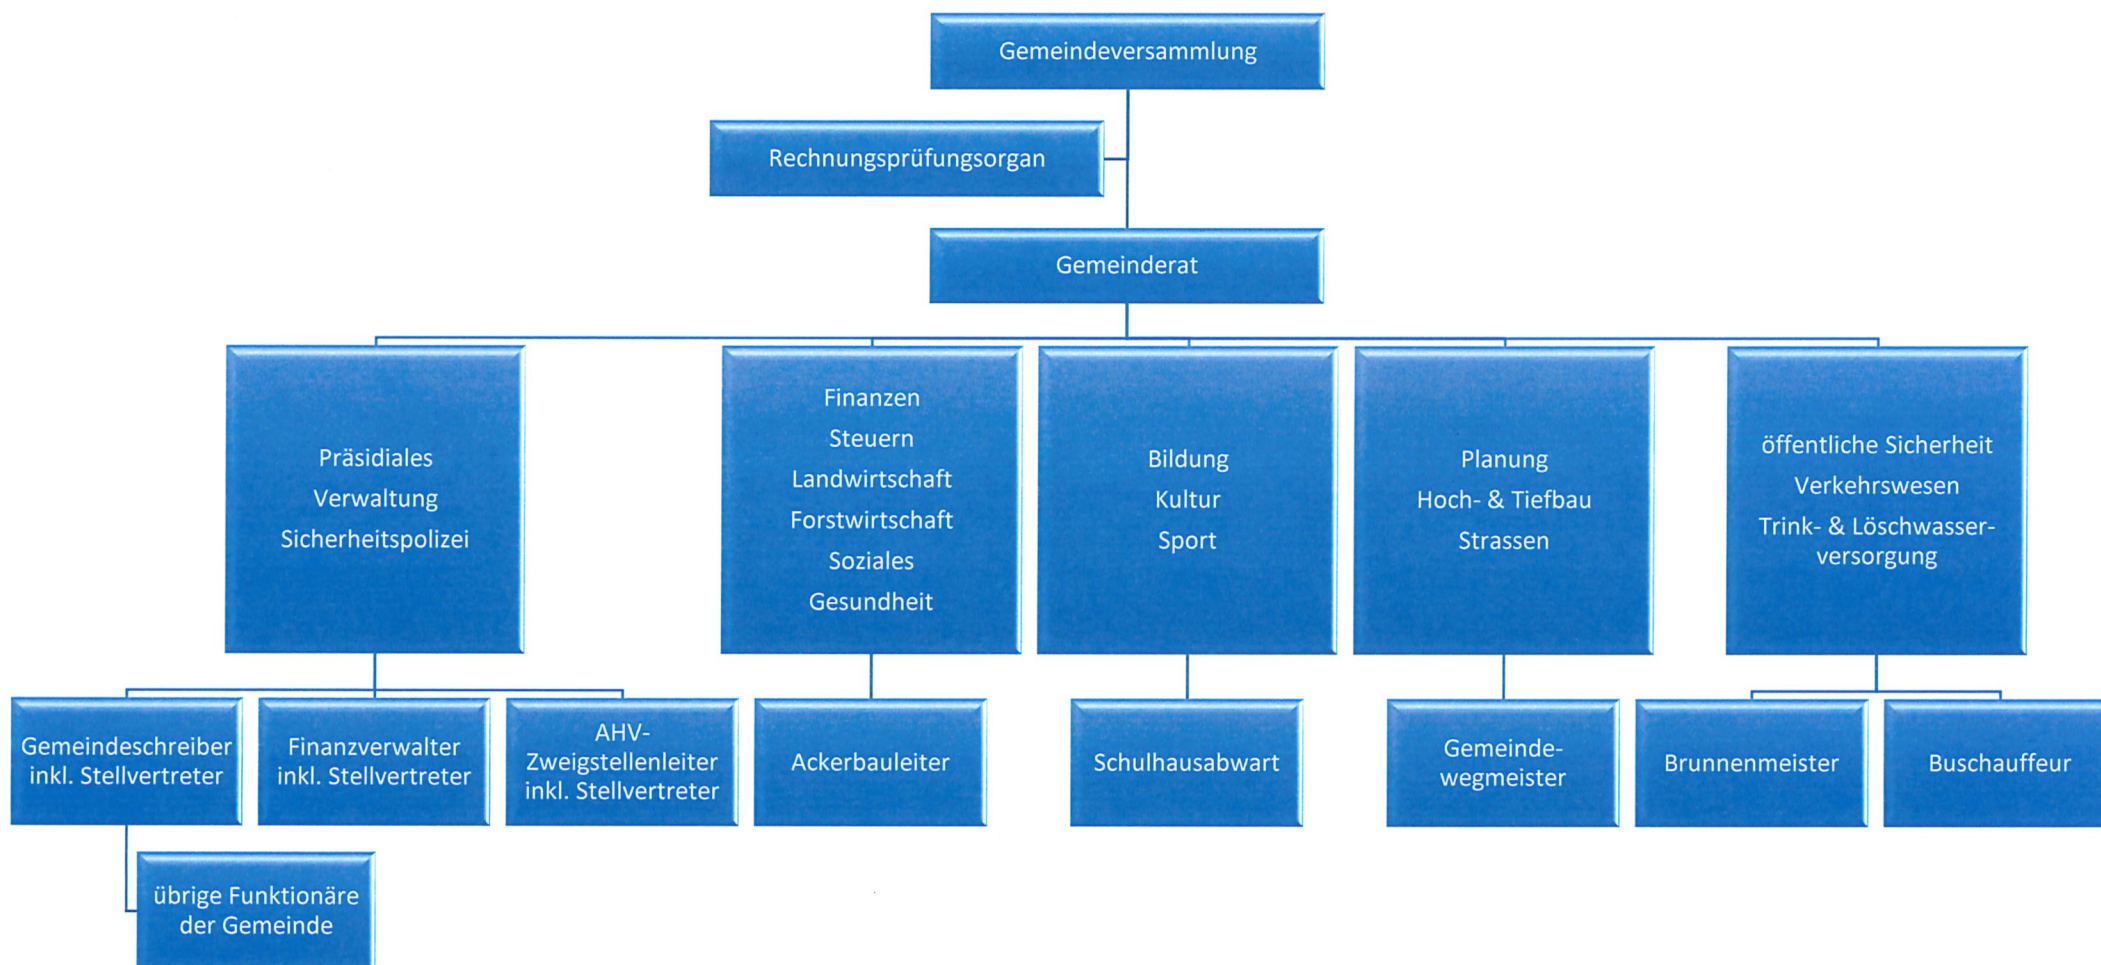 Gemeindeversammlung
Rechnungsprüfungsorgan
Gemeinderat
Präsidiales
Verwaltung
Sicherheitspolizei
Finanzen
Steuern
Landwirtschaft
Forstwirtschaft
Soziales
Gesundheit
Bildung
Kultur
Sport
Planung
Hoch- & Tiefbau
Strassen
öffentliche Sicherheit
Verkehrswesen
Trink- & Löschwasser-
versorgung
Gemeindeschreiber
inkl. Stellvertreter
Finanzverwalter
inkl. Stellvertreter
AHV-
Zweigstellenleiter
inkl. Stellvertreter
Ackerbauleiter
Schulhausabwart
Gemeinde-
wegmeister
Brunnenmeister
Buschauffeur
übrige Funktionäre
der Gemeinde